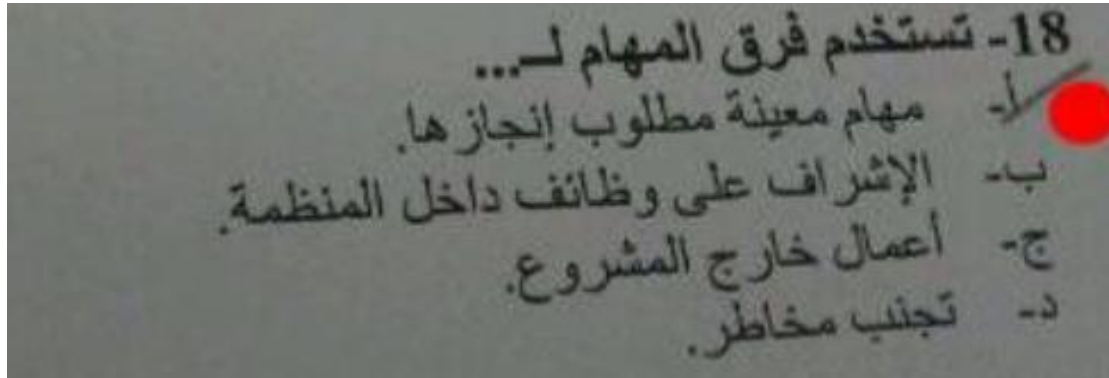 18- تستخدم فرق المهام لـ...
أ- مهام معينة مطلوب إنجازها.
ب- الإشراف على وظائف داخل المنظمة.
ج- أعمال خارج المشروع.
د- تجنب مخاطر.